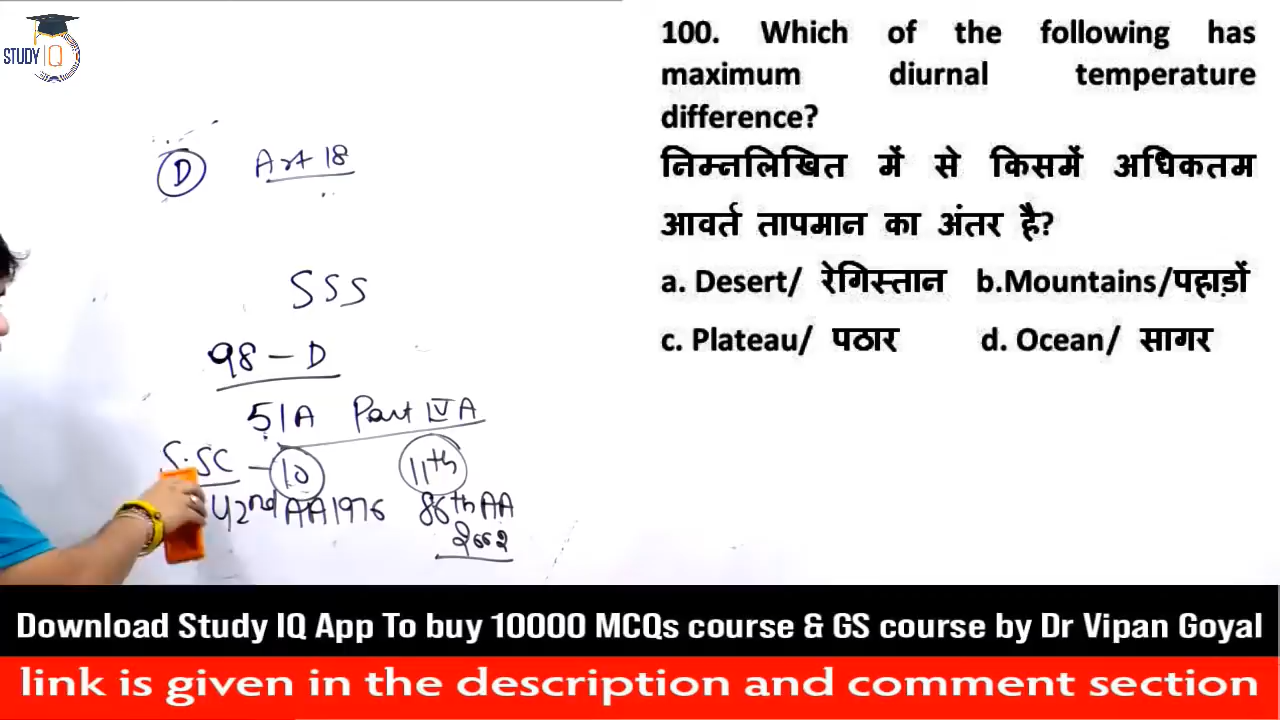 STUDY IQ
D Art 18
SSS
98 - D
51A Part IV A
S.SC - 10 11th
42nd AA 1976 86th AA
2002
100. Which of the following has
maximum diurnal temperature
difference?
निम्नलिखित में से किसमें अधिकतम
आवर्त तापमान का अंतर है?
a. Desert/ रेगिस्तान b.Mountains/पहाड़ों
c. Plateau/ पठार d. Ocean/ सागर
Download Study IQ App To buy 10000 MCQs course & GS course by Dr Vipan Goyal
link is given in the description and comment section